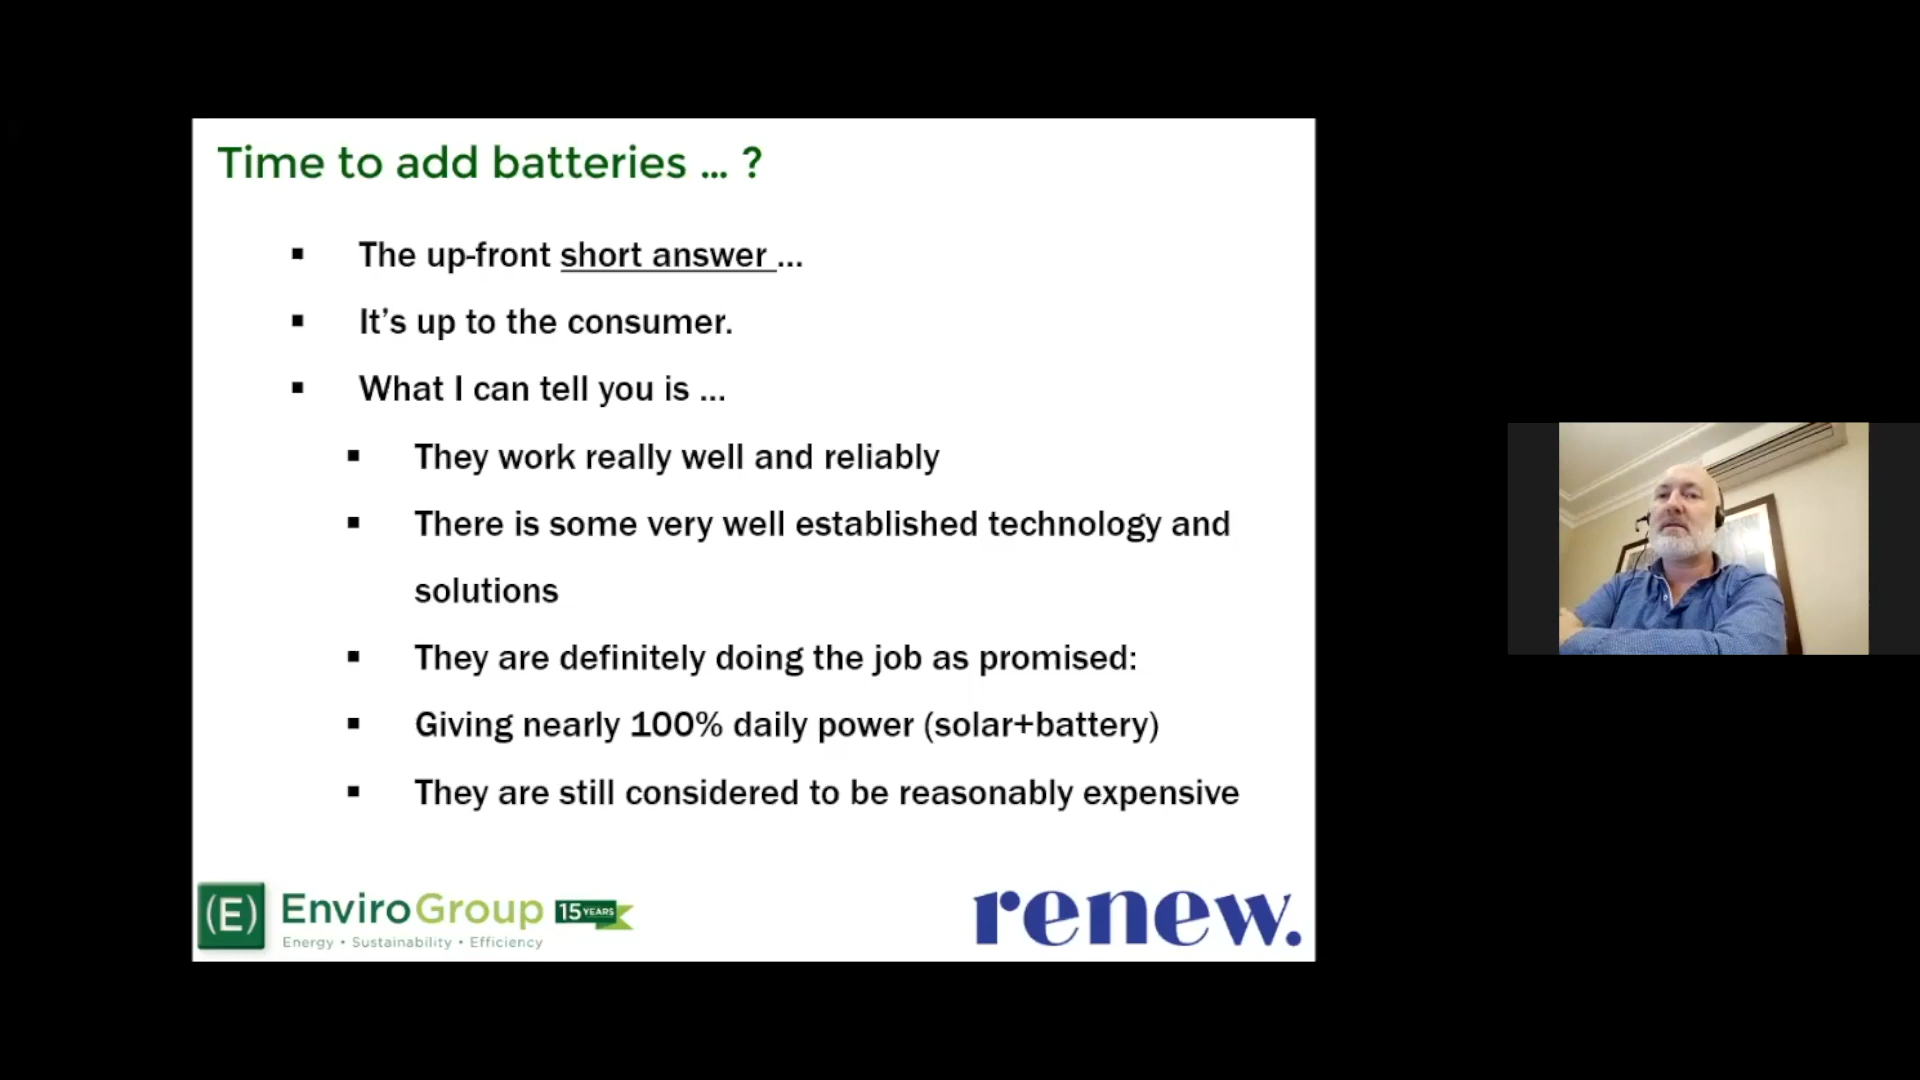 Time to add batteries ... ?
▪ The up-front short answer ...
▪ It's up to the consumer.
▪ What I can tell you is ...
▪ They work really well and reliably
▪ There is some very well established technology and
solutions
▪ They are definitely doing the job as promised:
▪ Giving nearly 100% daily power (solar+battery)
▪ They are still considered to be reasonably expensive
(E) EnviroGroup 15 YEARS
Energy • Sustainability • Efficiency
renew.